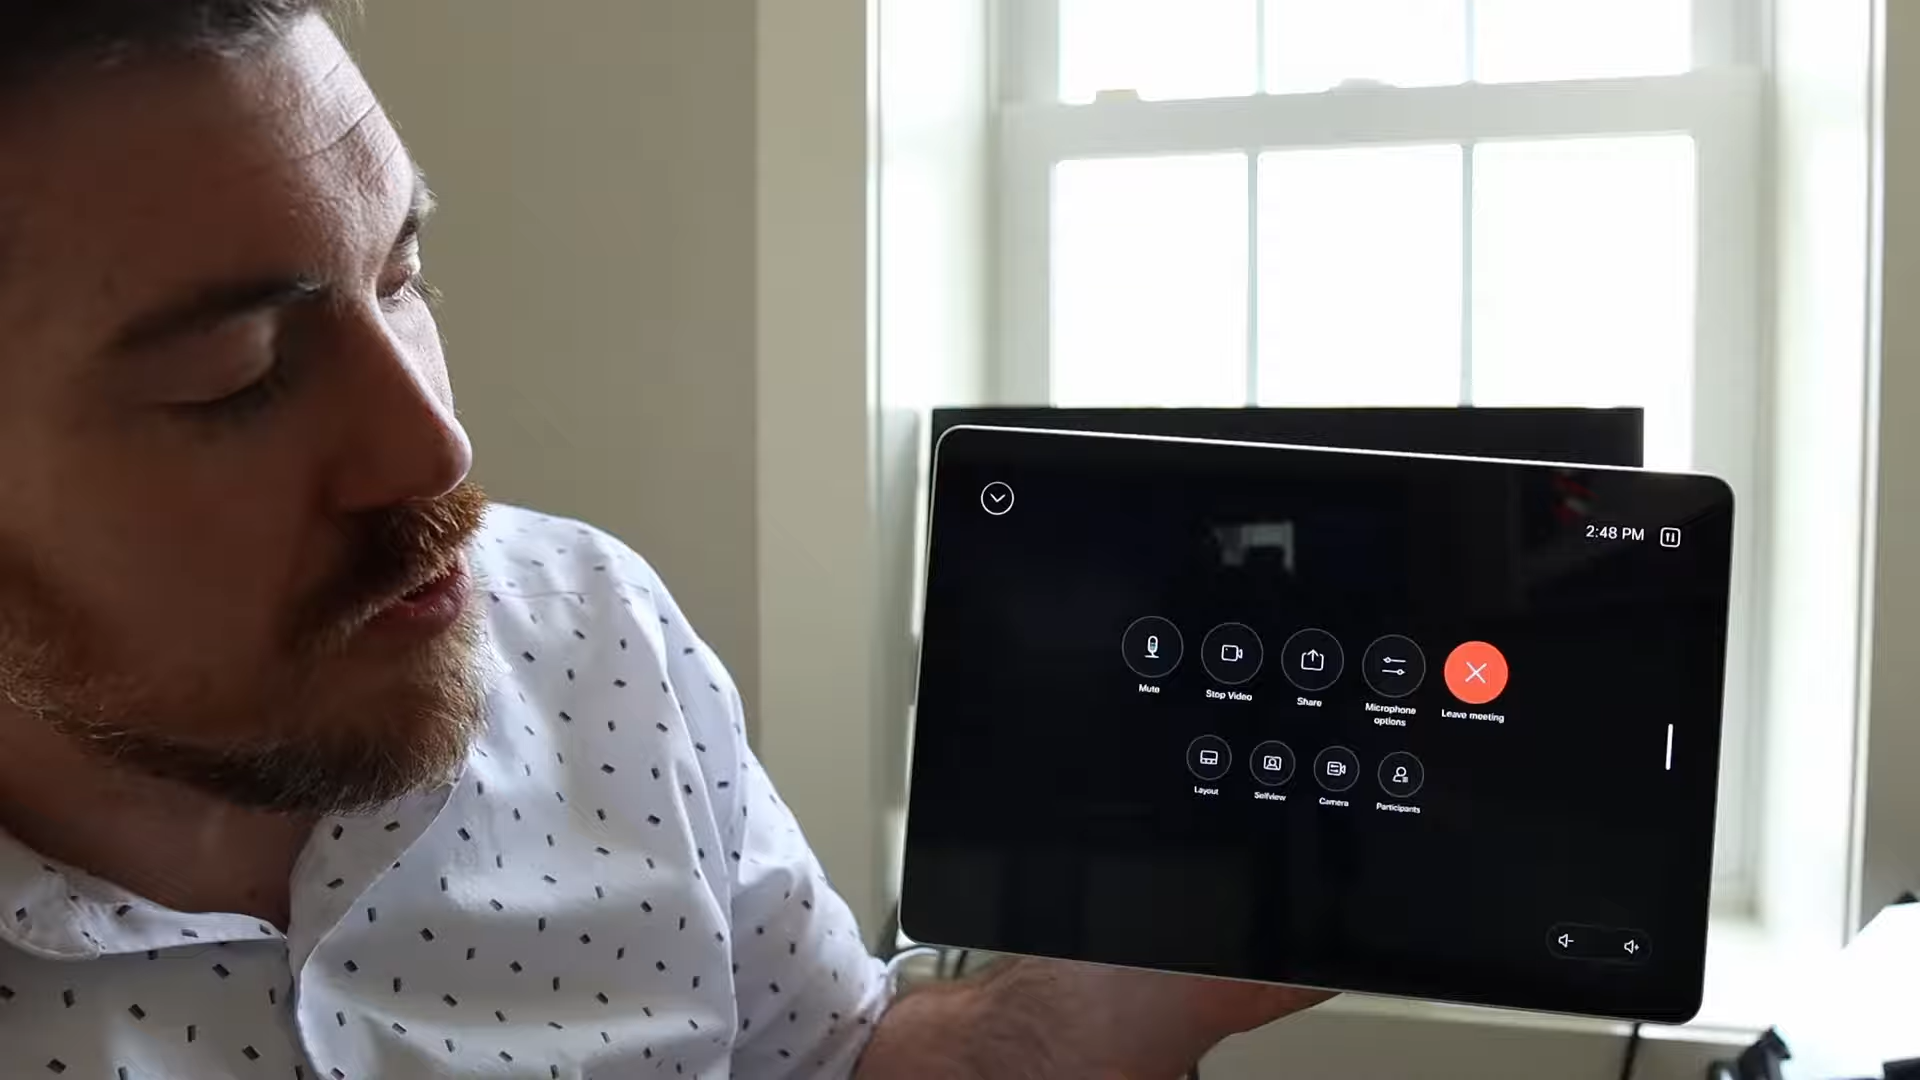 2:48 PM
Mute
Stop Video
Share
Microphone
options
Leave meeting
Layout
Selfview
Camera
Participants